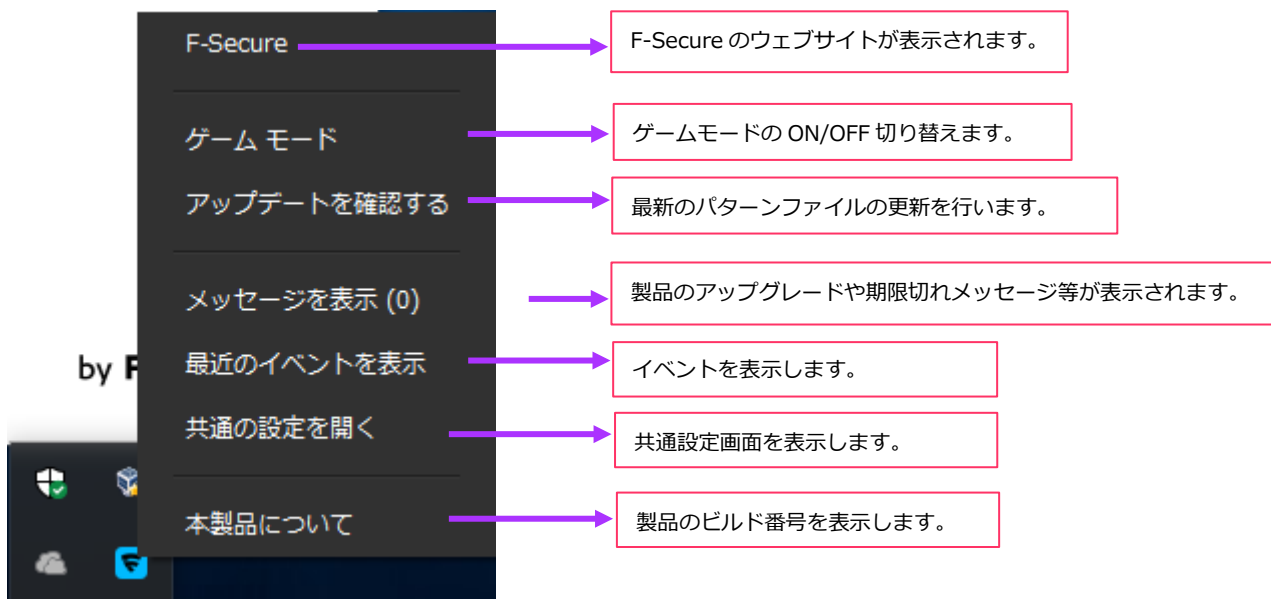 F-Secure
F-Secure のウェブサイトが表示されます。
ゲーム モード
ゲームモードの ON/OFF 切り替えます。
アップデートを確認する
最新のパターンファイルの更新を行います。
メッセージを表示 (0)
製品のアップグレードや期限切れメッセージ等が表示されます。
by F
最近のイベントを表示
イベントを表示します。
共通の設定を開く
共通設定画面を表示します。
本製品について
製品のビルド番号を表示します。